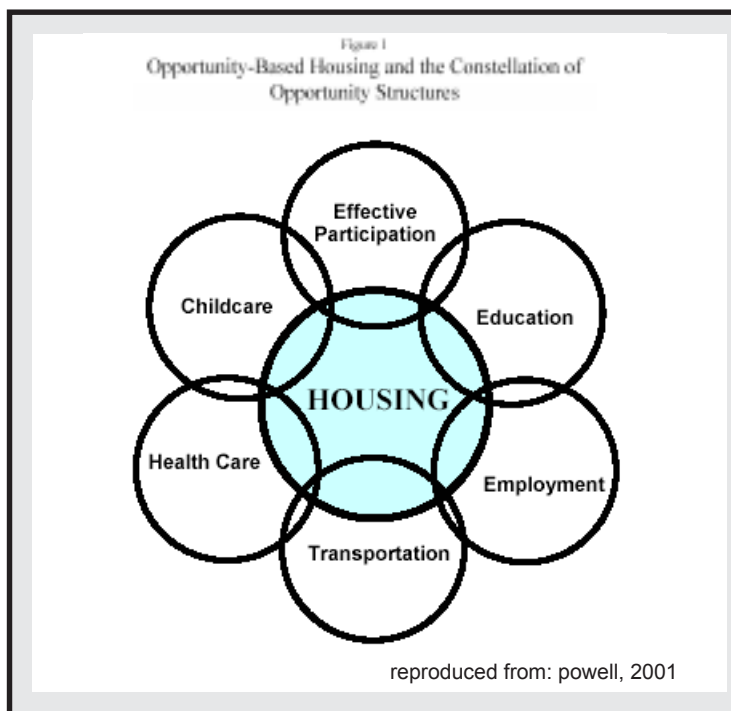 Figure 1
Opportunity-Based Housing and the Constellation of
Opportunity Structures
Effective
Participation
Childcare
Education
HOUSING
Health Care
Employment
Transportation
reproduced from: powell, 2001